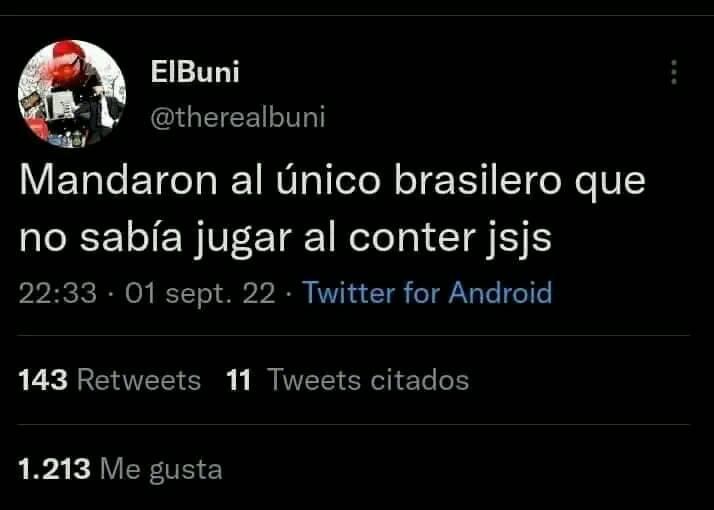 ElBuni
@therealbuni
Mandaron al único brasilero que
no sabía jugar al conter jsjs
22:33 · 01 sept. 22 · Twitter for Android
143 Retweets 11 Tweets citados
1.213 Me gusta